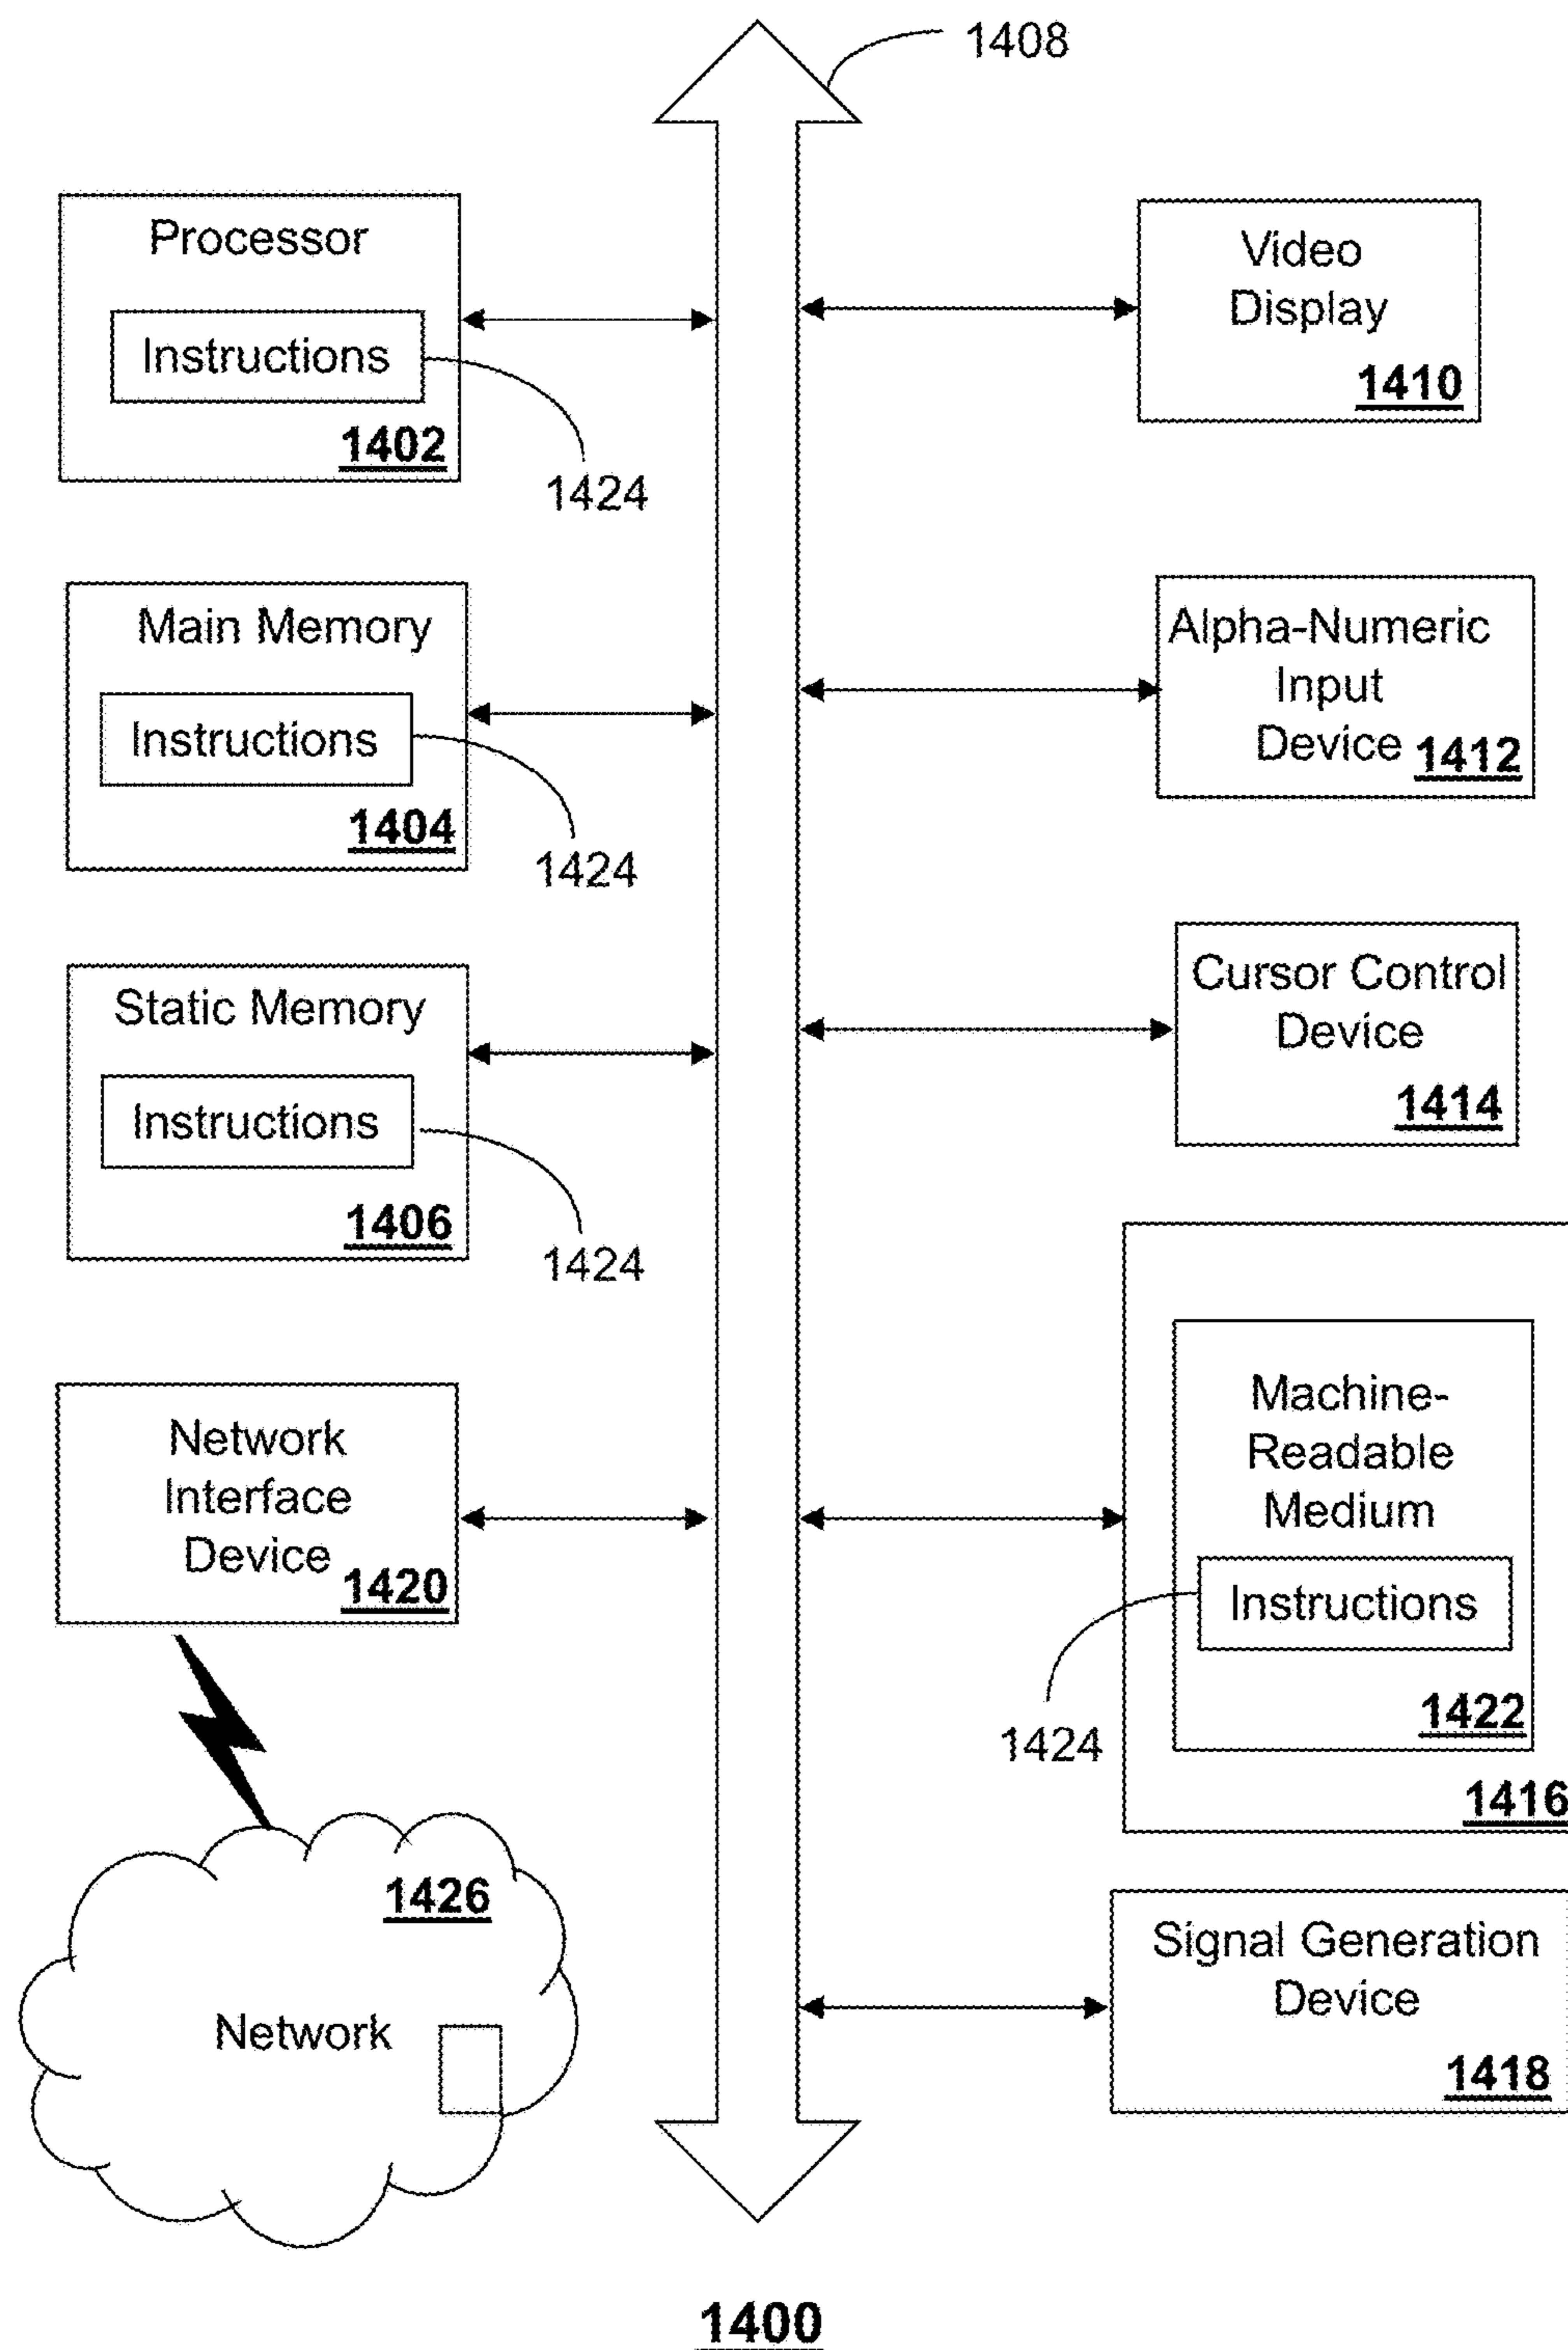 1408
Processor
Instructions
1402
1424
Main Memory
Instructions
1404
1424
Static Memory
Instructions
1406
1424
Network
Interface
Device
1420
1426
Network
Video
Display
1410
Alpha-Numeric
Input
Device 1412
Cursor Control
Device
1414
Machine-
Readable
Medium
Instructions
1422
1424
1416
Signal Generation
Device
1418
1400